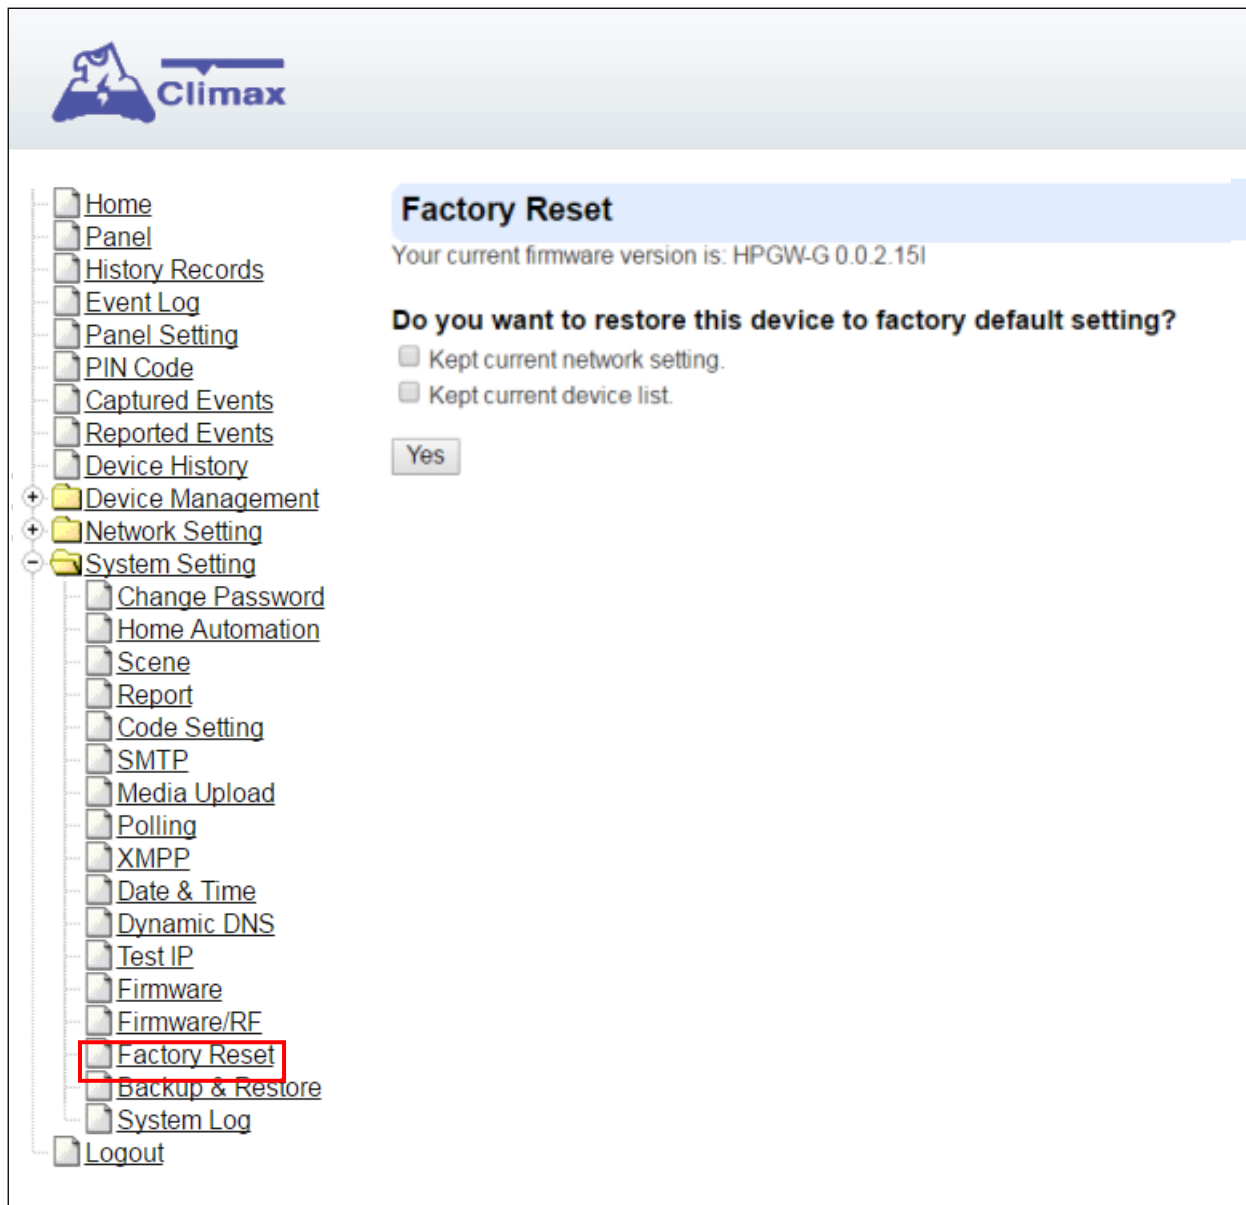 Climax
Home
Panel
History Records
Event Log
Panel Setting
PIN Code
Captured Events
Reported Events
Device History
Device Management
Network Setting
System Setting
Change Password
Home Automation
Scene
Report
Code Setting
SMTP
Media Upload
Polling
XMPP
Date & Time
Dynamic DNS
Test IP
Firmware
Firmware/RF
Factory Reset
Backup & Restore
System Log
Logout
Factory Reset
Your current firmware version is: HPGW-G 0.0.2.15I
Do you want to restore this device to factory default setting?
Kept current network setting.
Kept current device list.
Yes